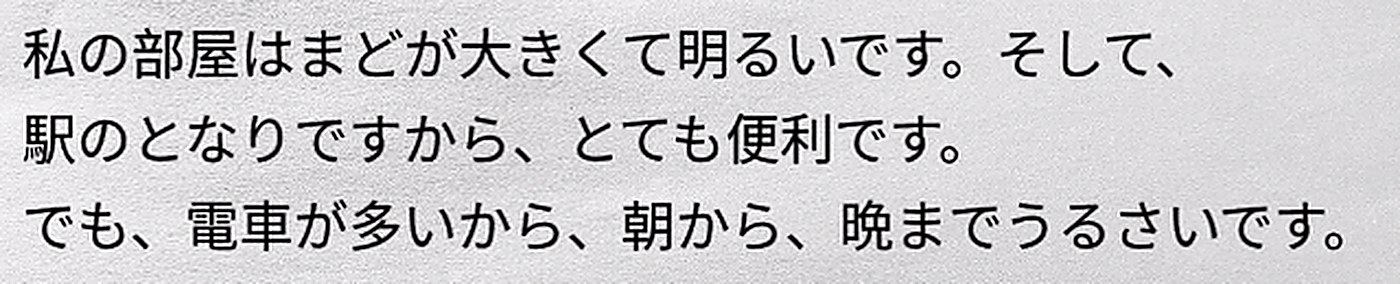 私の部屋はまどが大きくて明るいです。そして、
駅のとなりですから、とても便利です。
でも、電車が多いから、朝から、晩までうるさいです。